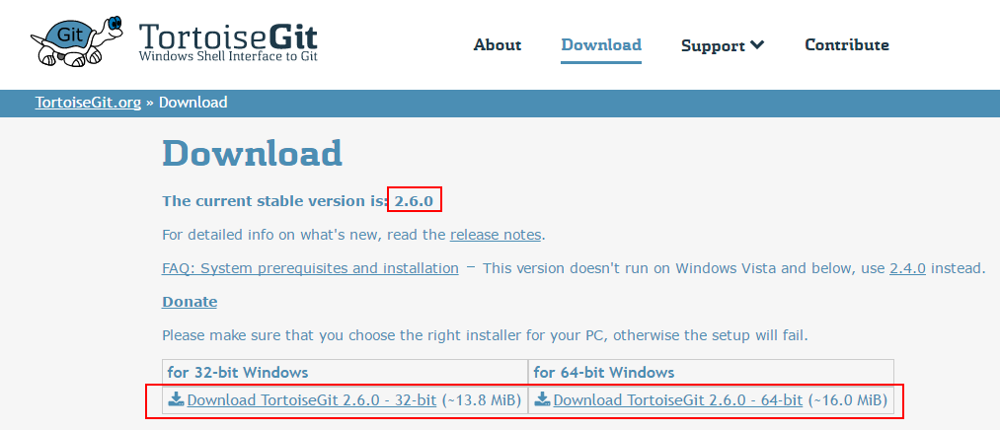 Git
TortoiseGit
Windows Shell Interface to Git
About Download Support Contribute
TortoiseGit.org » Download
Download
The current stable version is: 2.6.0
For detailed info on what's new, read the release notes.
FAQ: System prerequisites and installation – This version doesn't run on Windows Vista and below, use 2.4.0 instead.
Donate
Please make sure that you choose the right installer for your PC, otherwise the setup will fail.
for 32-bit Windows for 64-bit Windows
Download TortoiseGit 2.6.0 - 32-bit (~13.8 MiB) Download TortoiseGit 2.6.0 - 64-bit (~16.0 MiB)